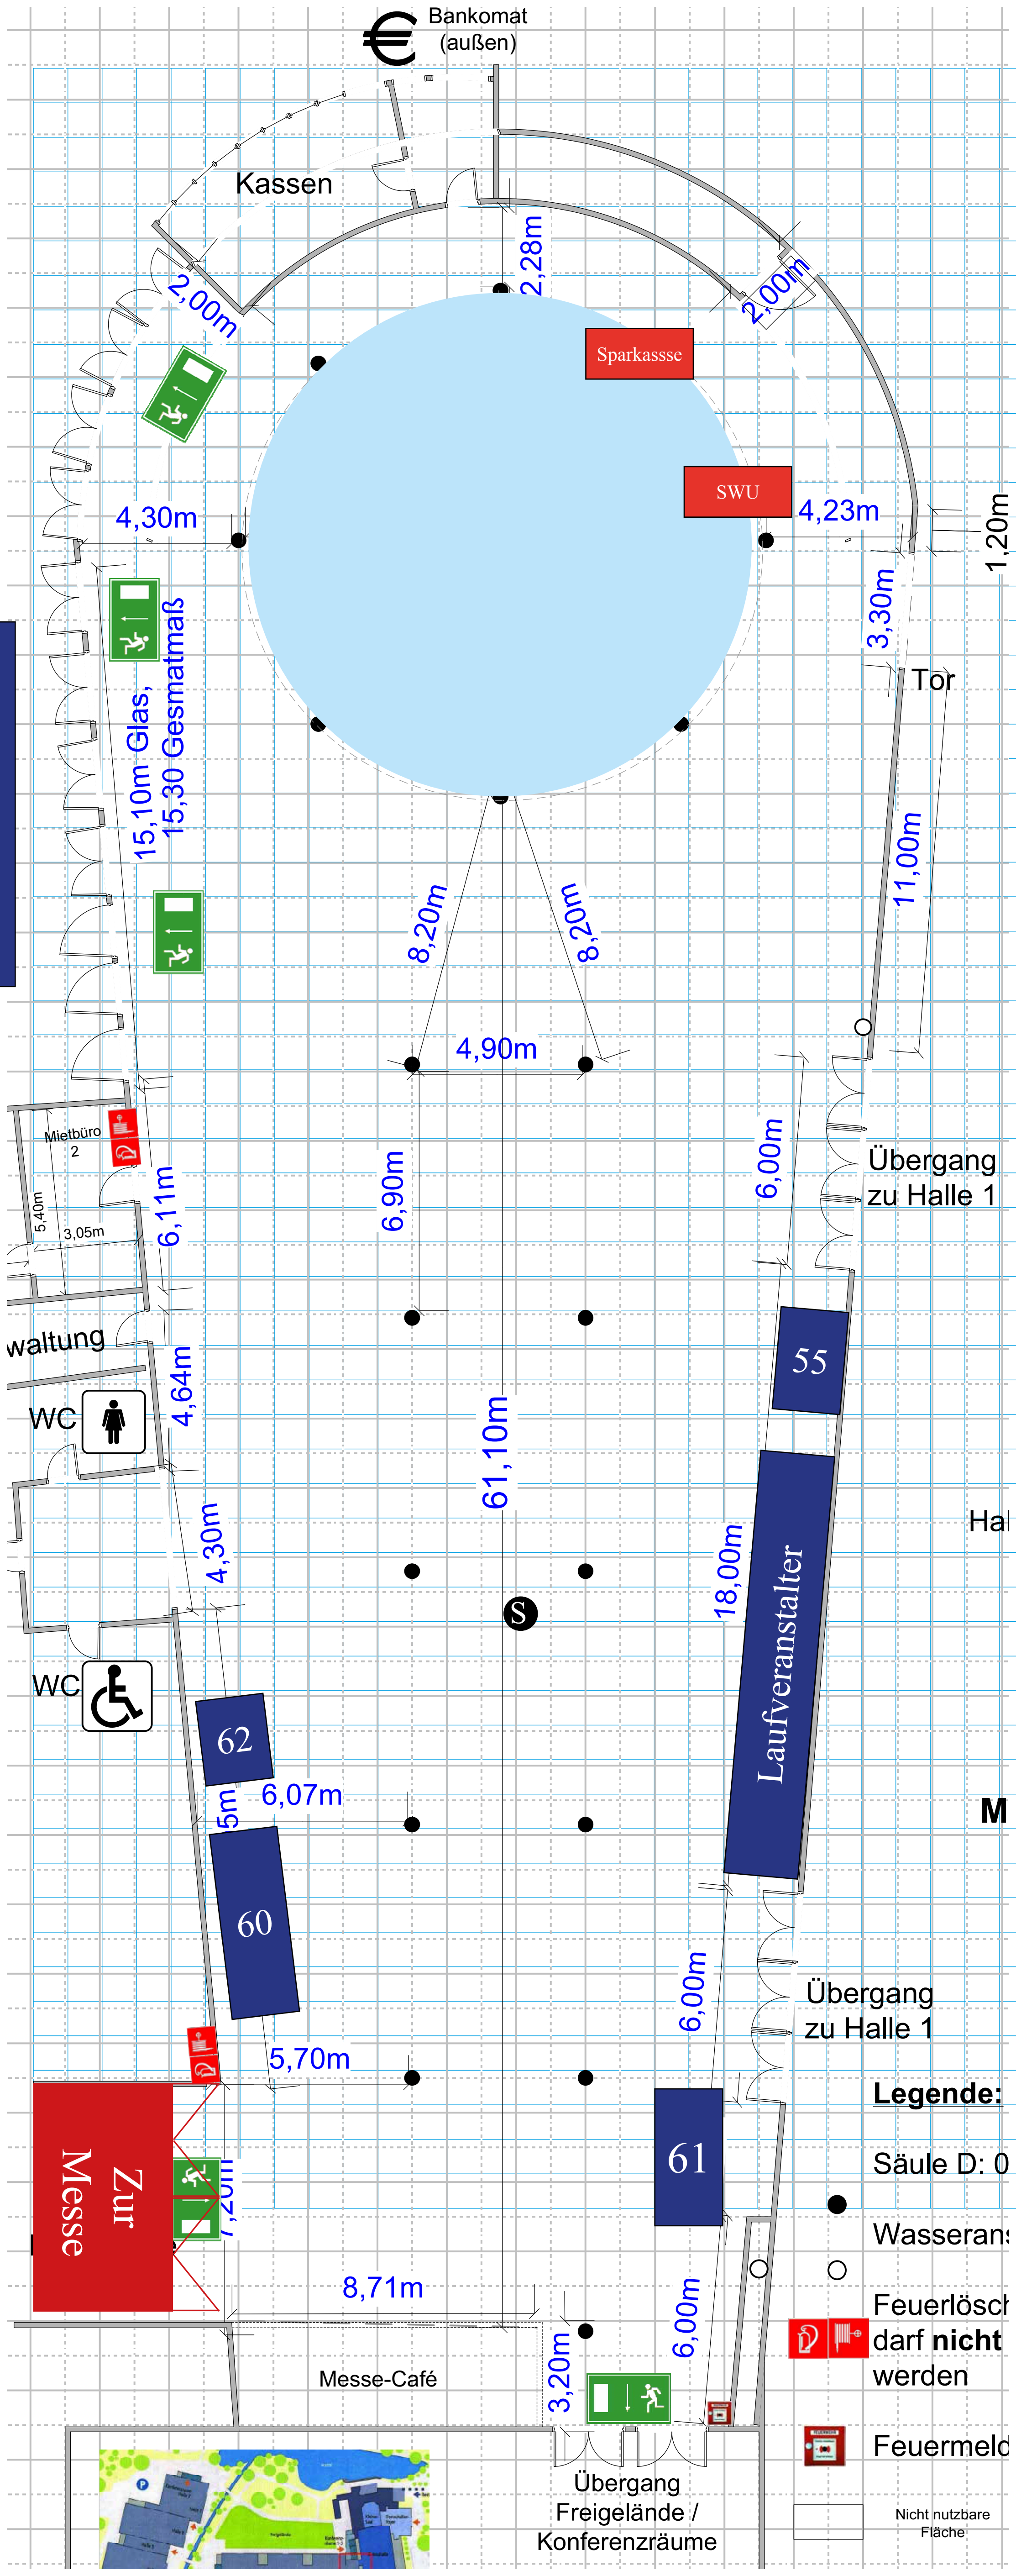 Bankomat
(außen)
Kassen
2,28m
2,00m
2,00m
Sparkassse
SWU
4,30m
4,23m
1,20m
3,30m
Tor
15,10m Glas,
15,30 Gesmatmaß
11,00m
8,20m
8,20m
4,90m
Mietbüro
2
5,40m
3,05m
6,11m
6,90m
6,00m
Übergang
zu Halle 1
waltung
4,64m
WC
55
61,10m
4,30m
18,00m
Hal
Laufveranstalter
S
WC
62
6,07m
5m
M
60
6,00m
Übergang
zu Halle 1
5,70m
Legende:
61
Säule D: 0
Zur
Messe
7,20m
Wasserans
8,71m
6,00m
Feuerlösch
darf nicht
werden
3,20m
Messe-Café
Feuermeld
Übergang
Freigelände /
Konferenzräume
Nicht nutzbare
Fläche
P